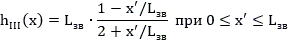 h_III(x) = L_зв · (1 − x′/L_зв)/(2 + x′/L_зв) при 0 ≤ x′ ≤ L_зв